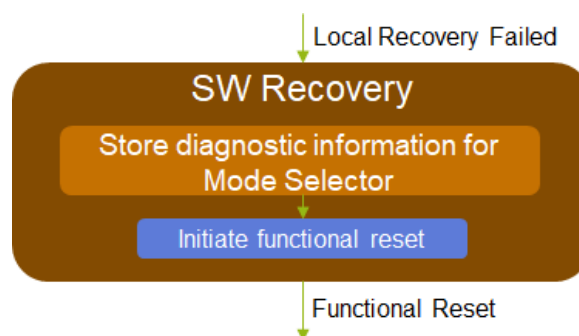 Local Recovery Failed
SW Recovery
Store diagnostic information for
Mode Selector
Initiate functional reset
Functional Reset